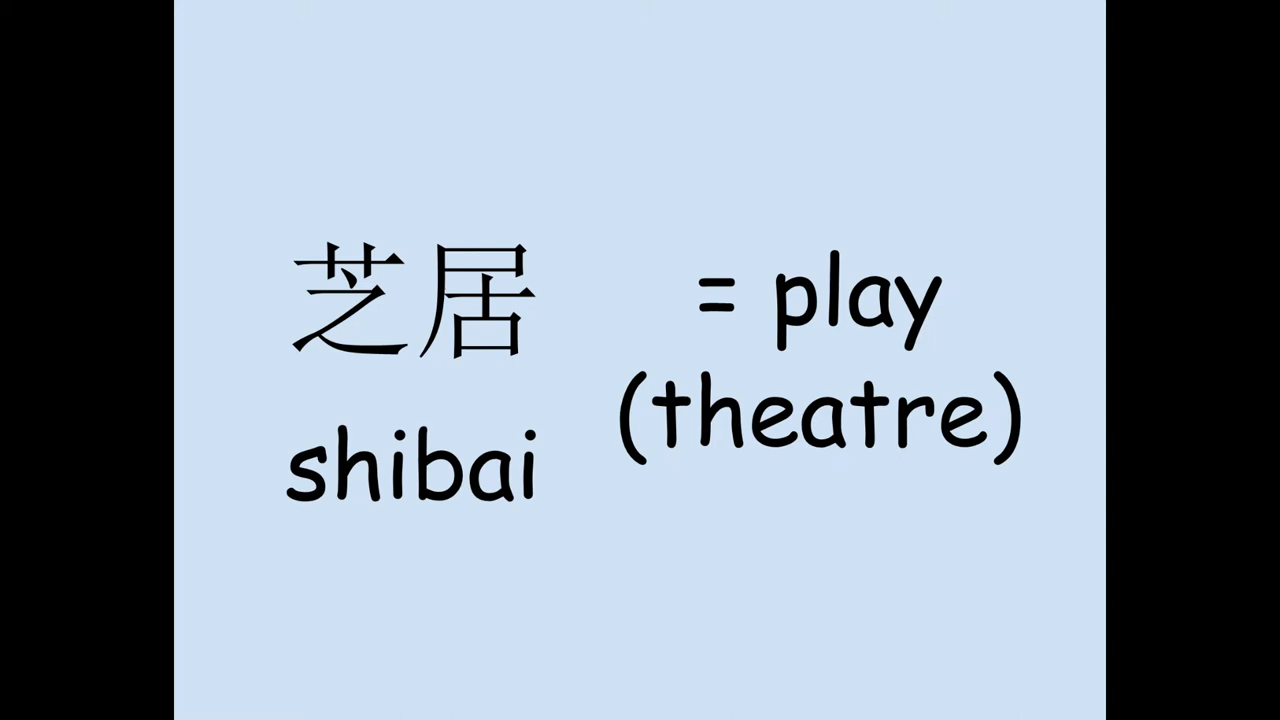 芝居
shibai
= play
(theatre)